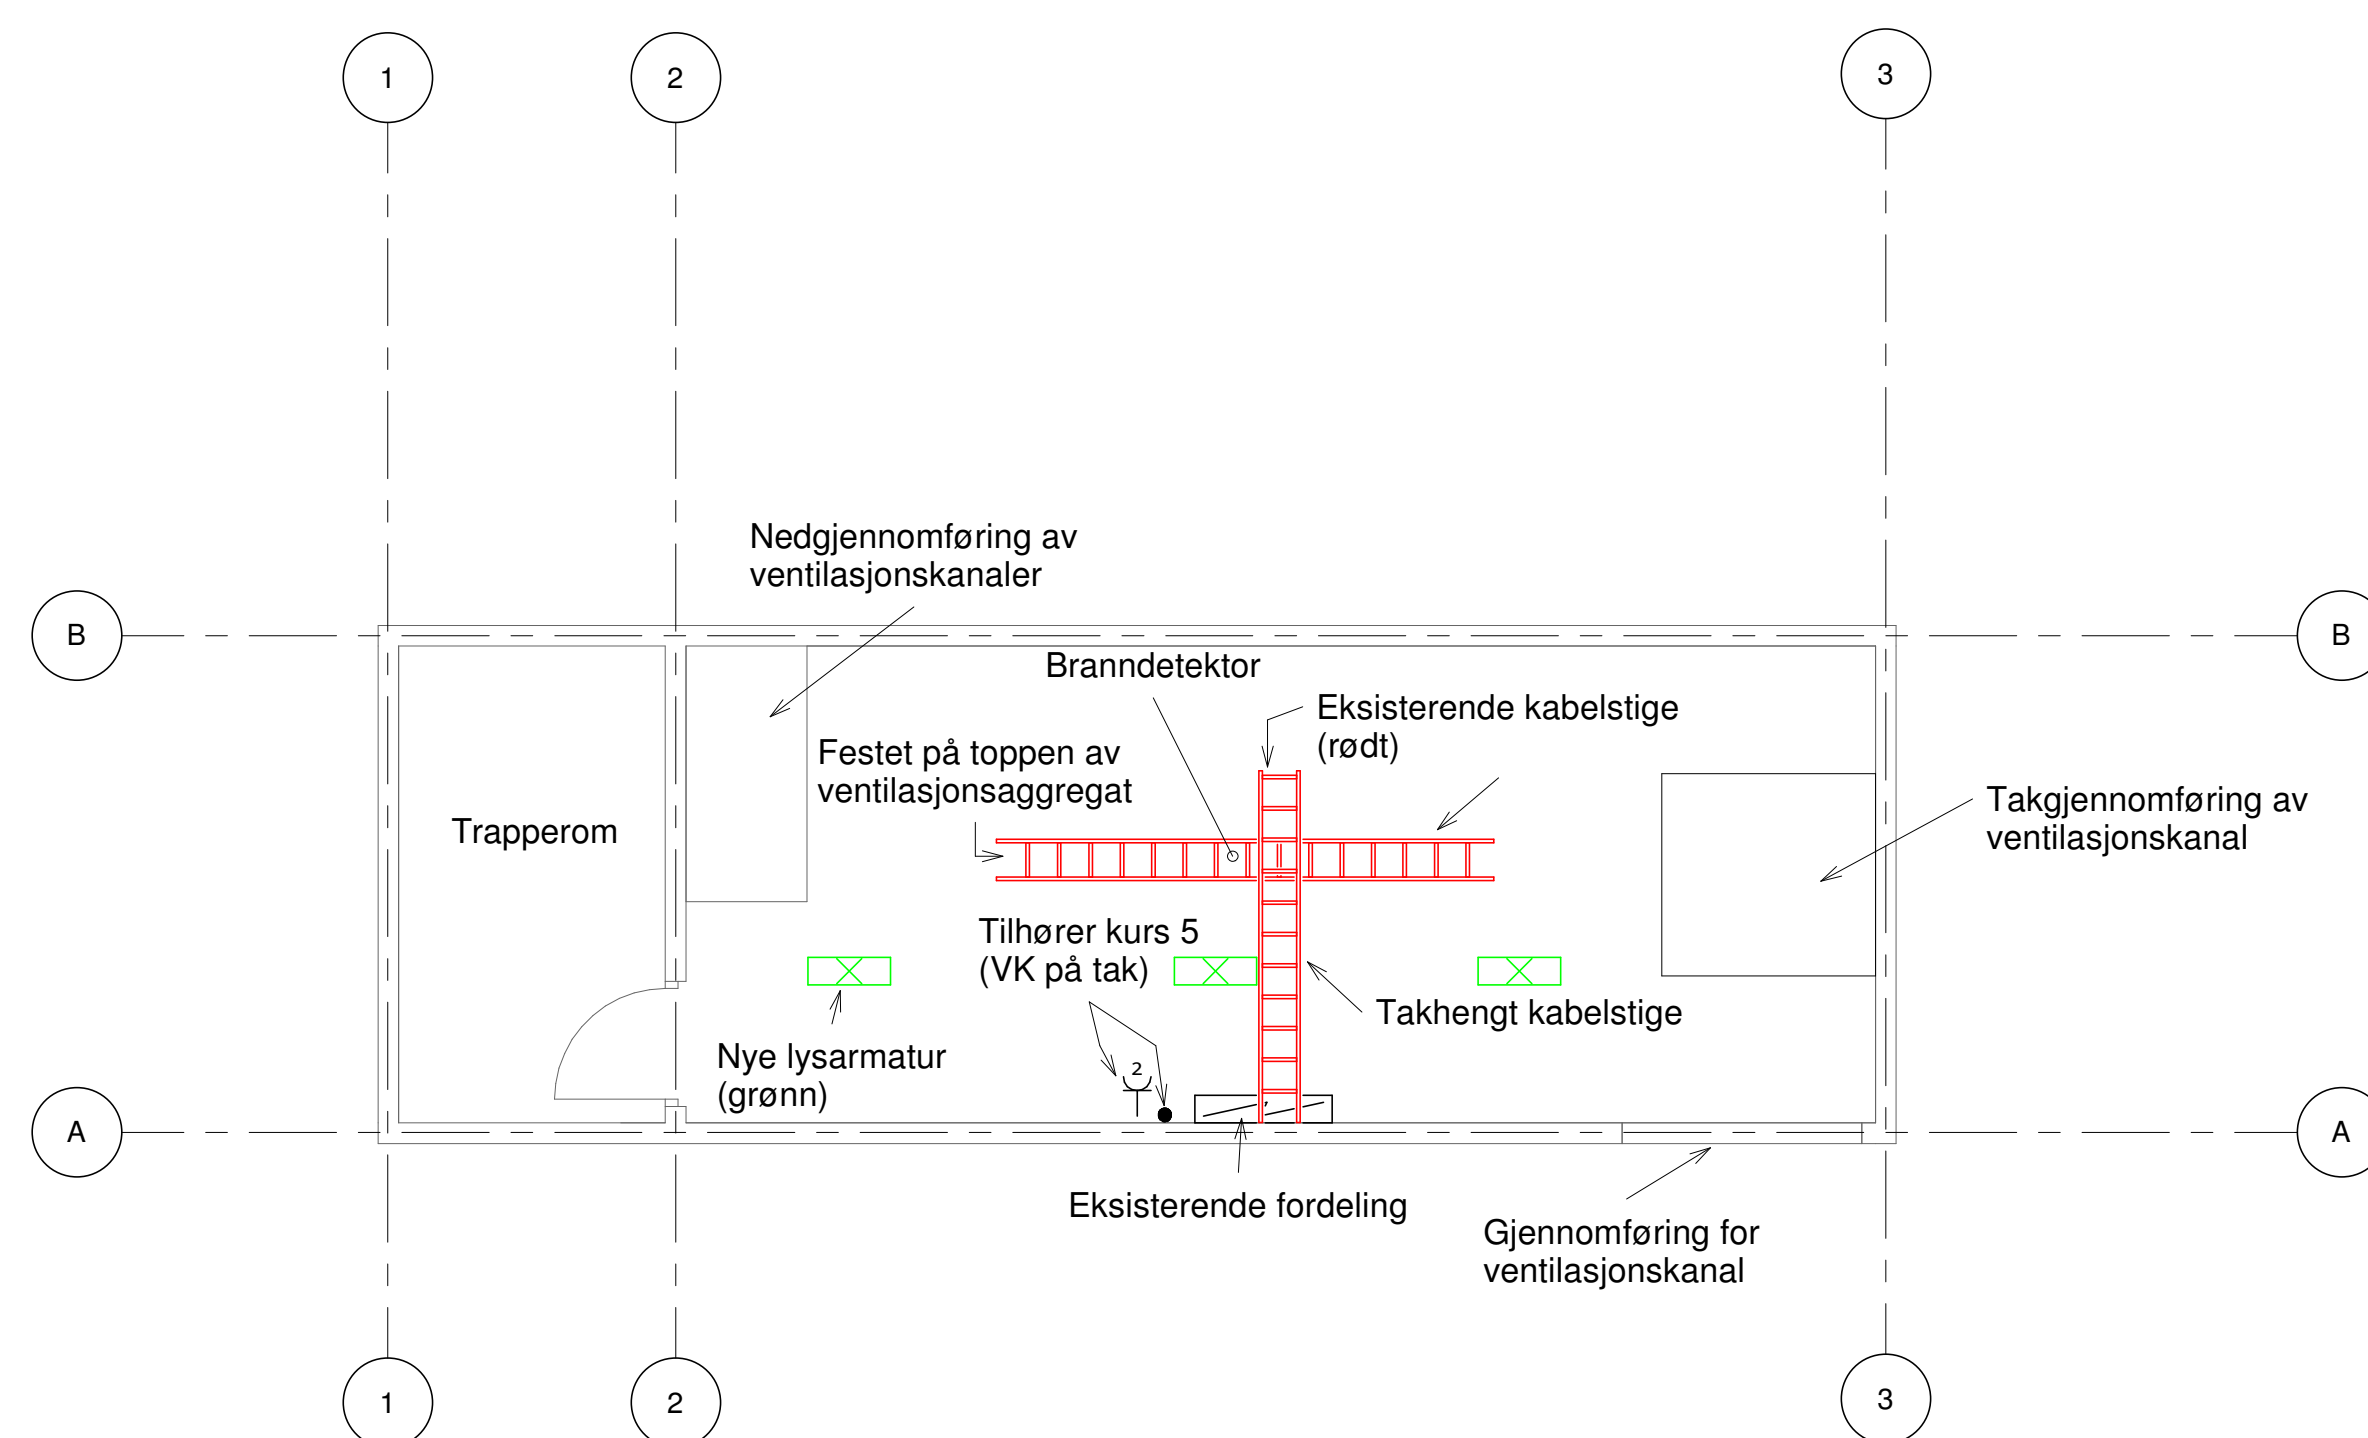 1
2
3
Nedgjennomføring av
ventilasjonskanaler
B
B
Branndetektor
Eksisterende kabelstige
(rødt)
Festet på toppen av
ventilasjonsaggregat
Takgjennomføring av
ventilasjonskanal
Trapperom
Tilhører kurs 5
(VK på tak)
Takhengt kabelstige
Nye lysarmatur
(grønn)
2
A
A
Eksisterende fordeling
Gjennomføring for
ventilasjonskanal
1
2
3